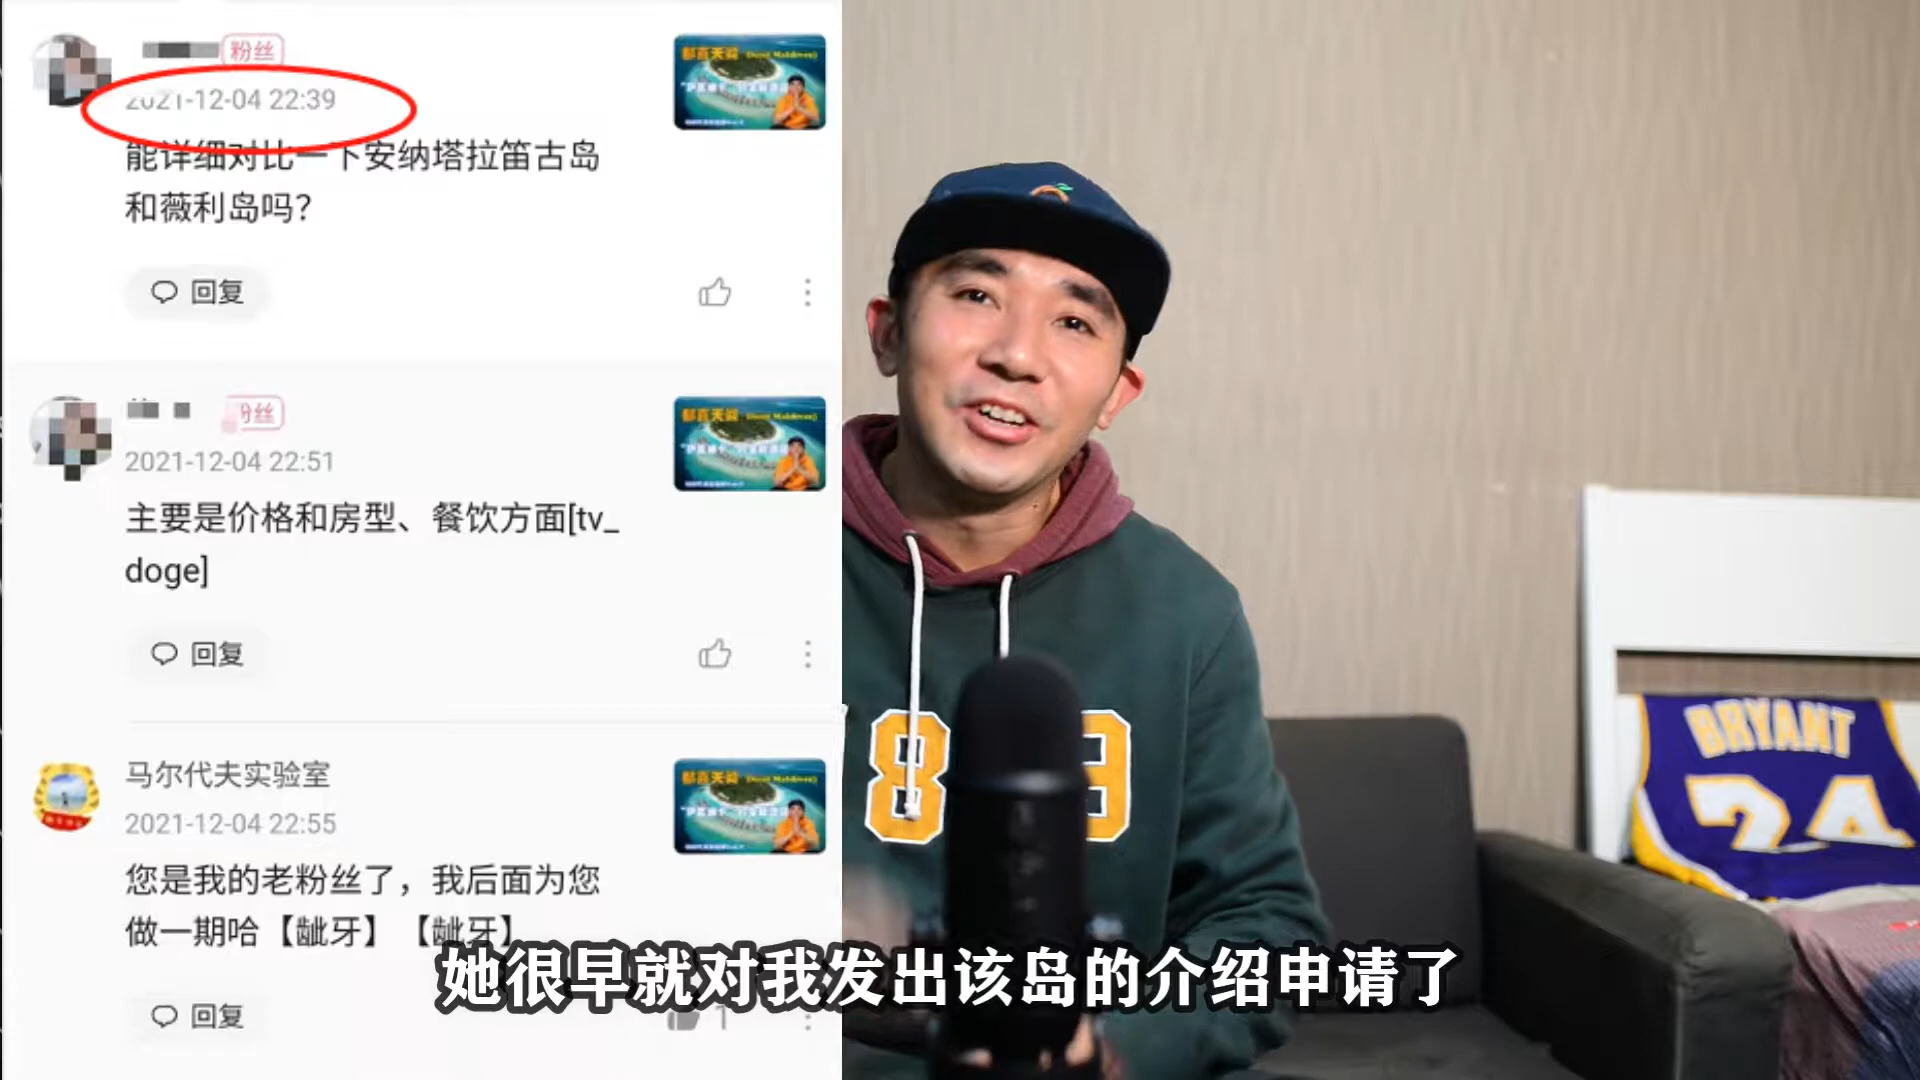 粉丝
2021-12-04 22:39
能详细对比一下安纳塔拉笛古岛
和薇利岛吗?
回复
粉丝
2021-12-04 22:51
主要是价格和房型、餐饮方面[tv_
doge]
回复
马尔代夫实验室
2021-12-04 22:55
您是我的老粉丝了，我后面为您
做一期哈【龇牙】【龇牙】
回复
1
BRYANT
24
她很早就对我发出该岛的介绍申请了